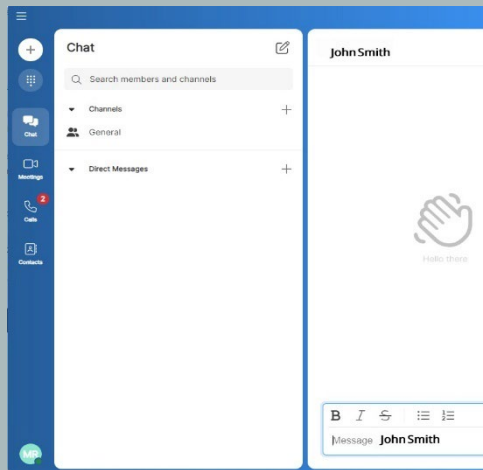 Chat
John Smith
Search members and channels
Channels
General
Direct Messages
Chat
Meetings
2
Calls
Contacts
Hello there
B I S
Message John Smith
MR